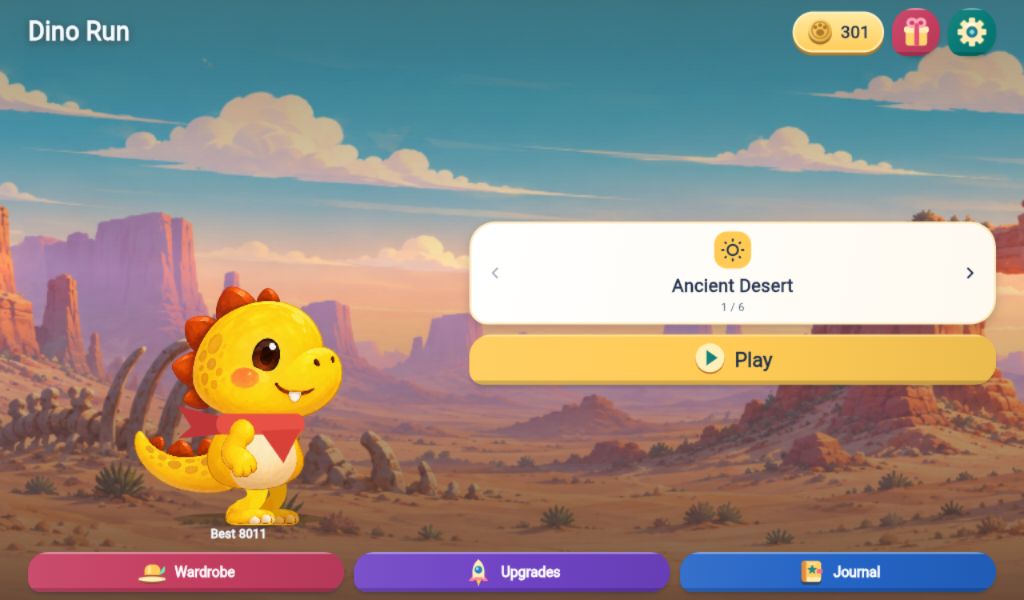 Dino Run
301
Ancient Desert
1 / 6
Play
Best 8011
Wardrobe
Upgrades
Journal